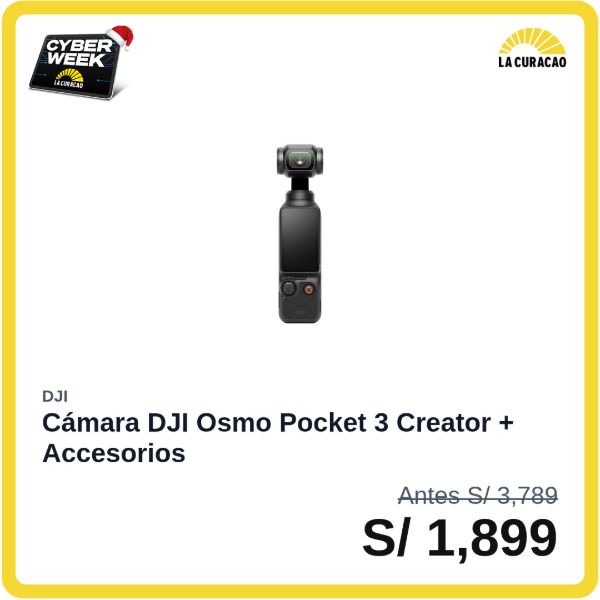 CYBER
WEEK
LA CURACAO
LA CURACAO
DJI
Cámara DJI Osmo Pocket 3 Creator +
Accesorios
Antes S/ 3,789
S/ 1,899